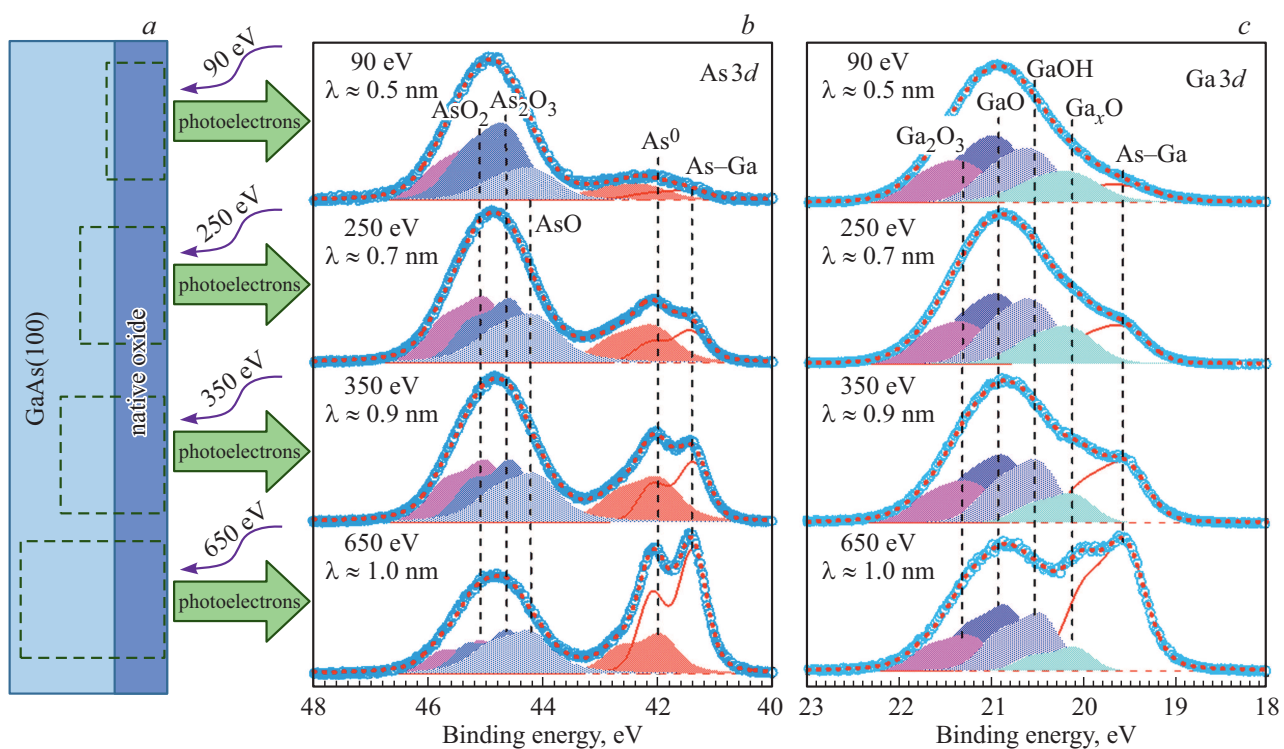 a
GaAs(100)
native oxide
90 eV
photoelectrons
250 eV
photoelectrons
350 eV
photoelectrons
650 eV
photoelectrons
b
90 eV
λ ≈ 0.5 nm
As 3d
AsO₂
As₂O₃
As⁰
As–Ga
250 eV
λ ≈ 0.7 nm
AsO
350 eV
λ ≈ 0.9 nm
650 eV
λ ≈ 1.0 nm
48 46 44 42 40
Binding energy, eV
c
90 eV
λ ≈ 0.5 nm
Ga 3d
GaOH
GaO
GaₓO
Ga₂O₃
As–Ga
250 eV
λ ≈ 0.7 nm
350 eV
λ ≈ 0.9 nm
650 eV
λ ≈ 1.0 nm
23 22 21 20 19 18
Binding energy, eV